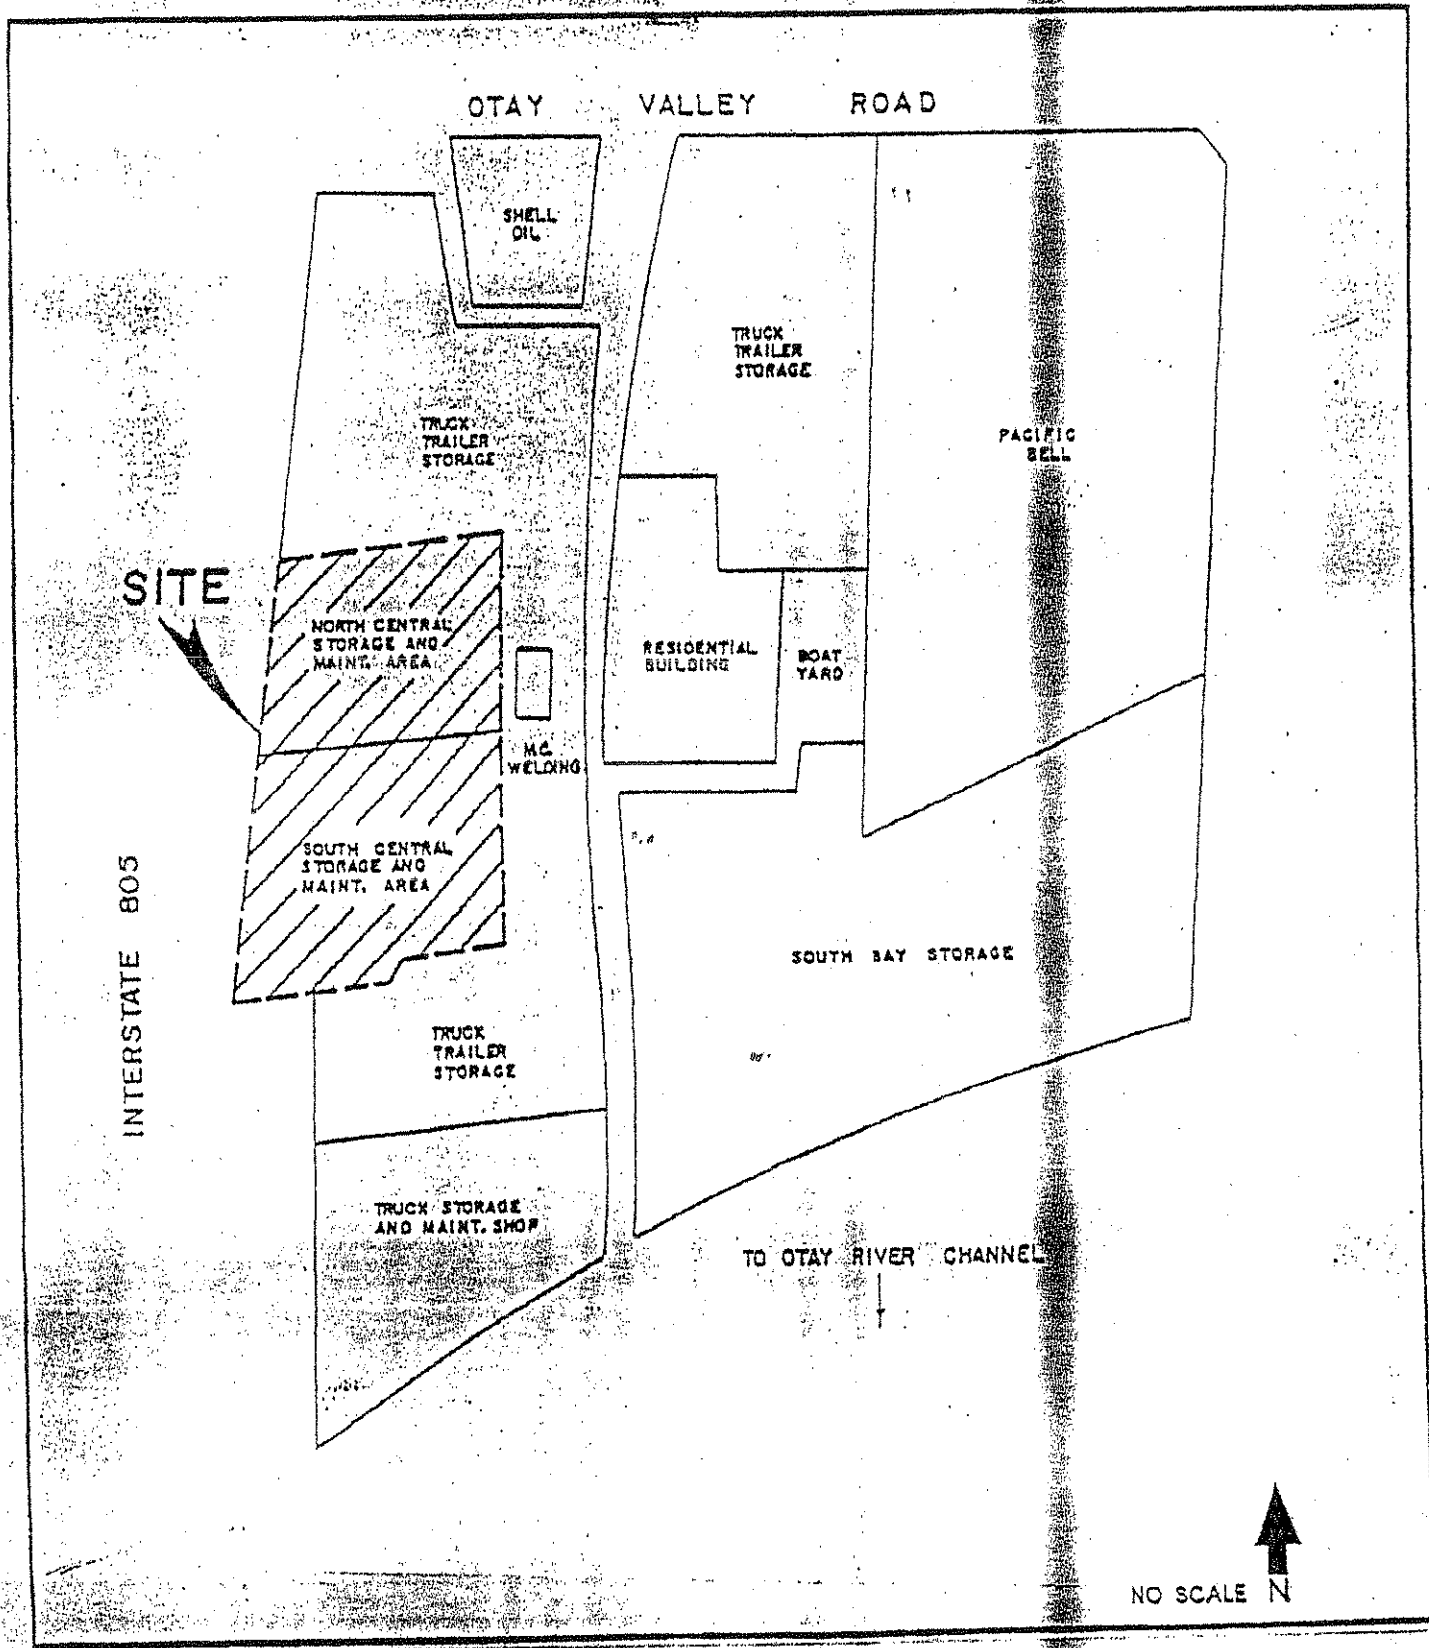 OTAY VALLEY ROAD
SHELL
OIL
TRUCK
TRAILER
STORAGE
TRUCK
TRAILER
STORAGE
PACIFIC
BELL
SITE
NORTH CENTRAL
STORAGE AND
MAINT. AREA
RESIDENTIAL
BUILDING
BOAT
YARD
M.C.
WELDING
SOUTH CENTRAL
STORAGE AND
MAINT. AREA
INTERSTATE 805
SOUTH BAY STORAGE
TRUCK
TRAILER
STORAGE
TRUCK STORAGE
AND MAINT. SHOP
TO OTAY RIVER CHANNEL
NO SCALE N